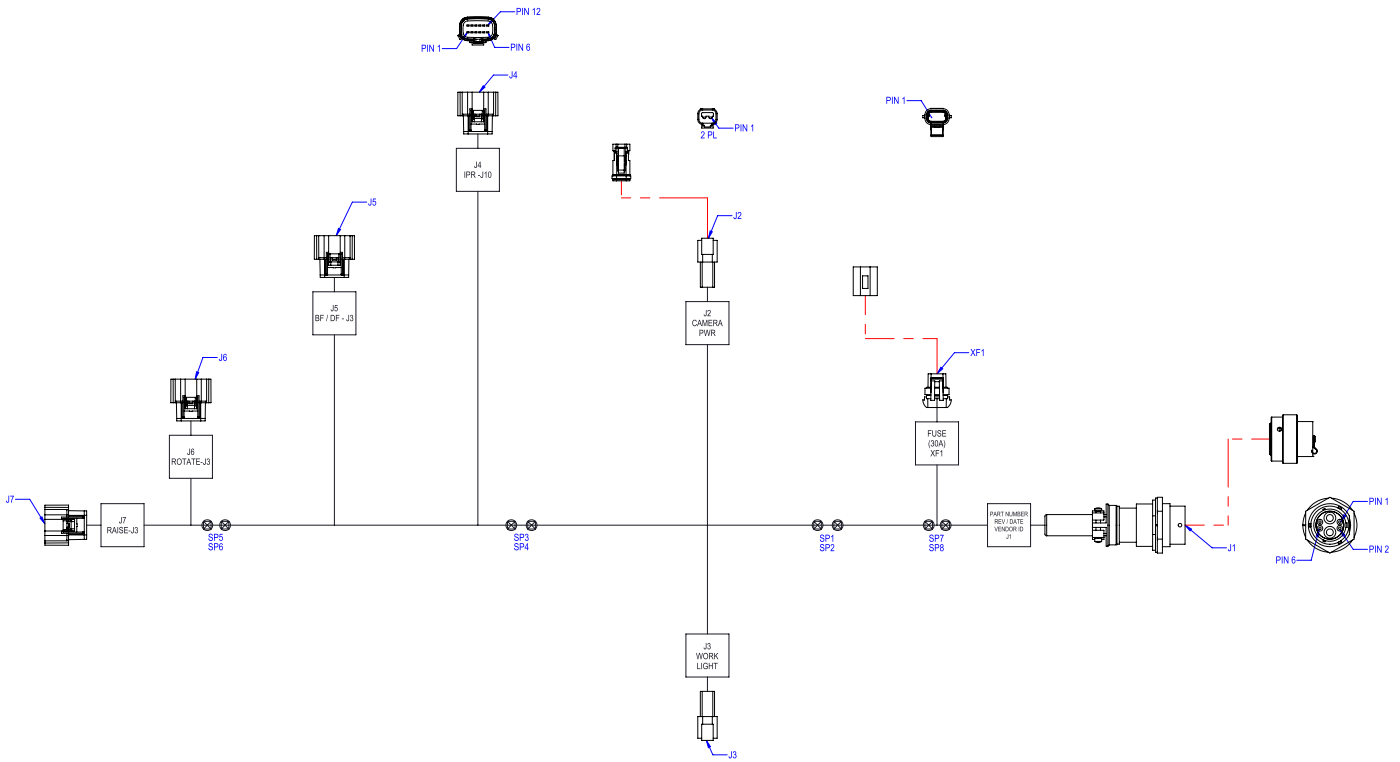 PIN 12
PIN 1
PIN 6
J4
J4
IPR -J10
PIN 1
2 PL
PIN 1
J5
J5
BF / DF - J3
J2
J2
CAMERA
PWR
J6
J6
ROTATE-J3
XF1
FUSE
(30A)
XF1
J7
J7
RAISE-J3
SP5
SP6
SP3
SP4
SP1
SP2
SP7
SP8
PART NUMBER
REV / DATE
VENDOR ID
J1
J1
PIN 1
PIN 2
PIN 6
J3
WORK
LIGHT
J3